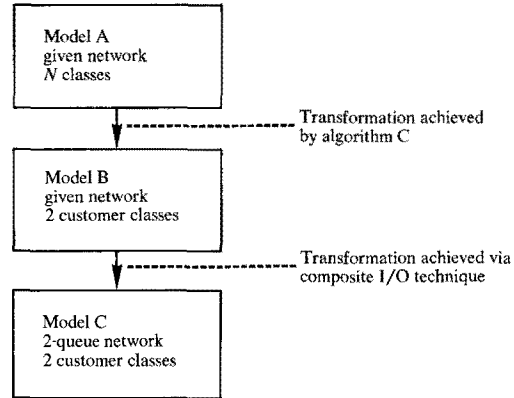 Model A
given network
N classes
Transformation achieved
by algorithm C
Model B
given network
2 customer classes
Transformation achieved via
composite I/O technique
Model C
2-queue network
2 customer classes